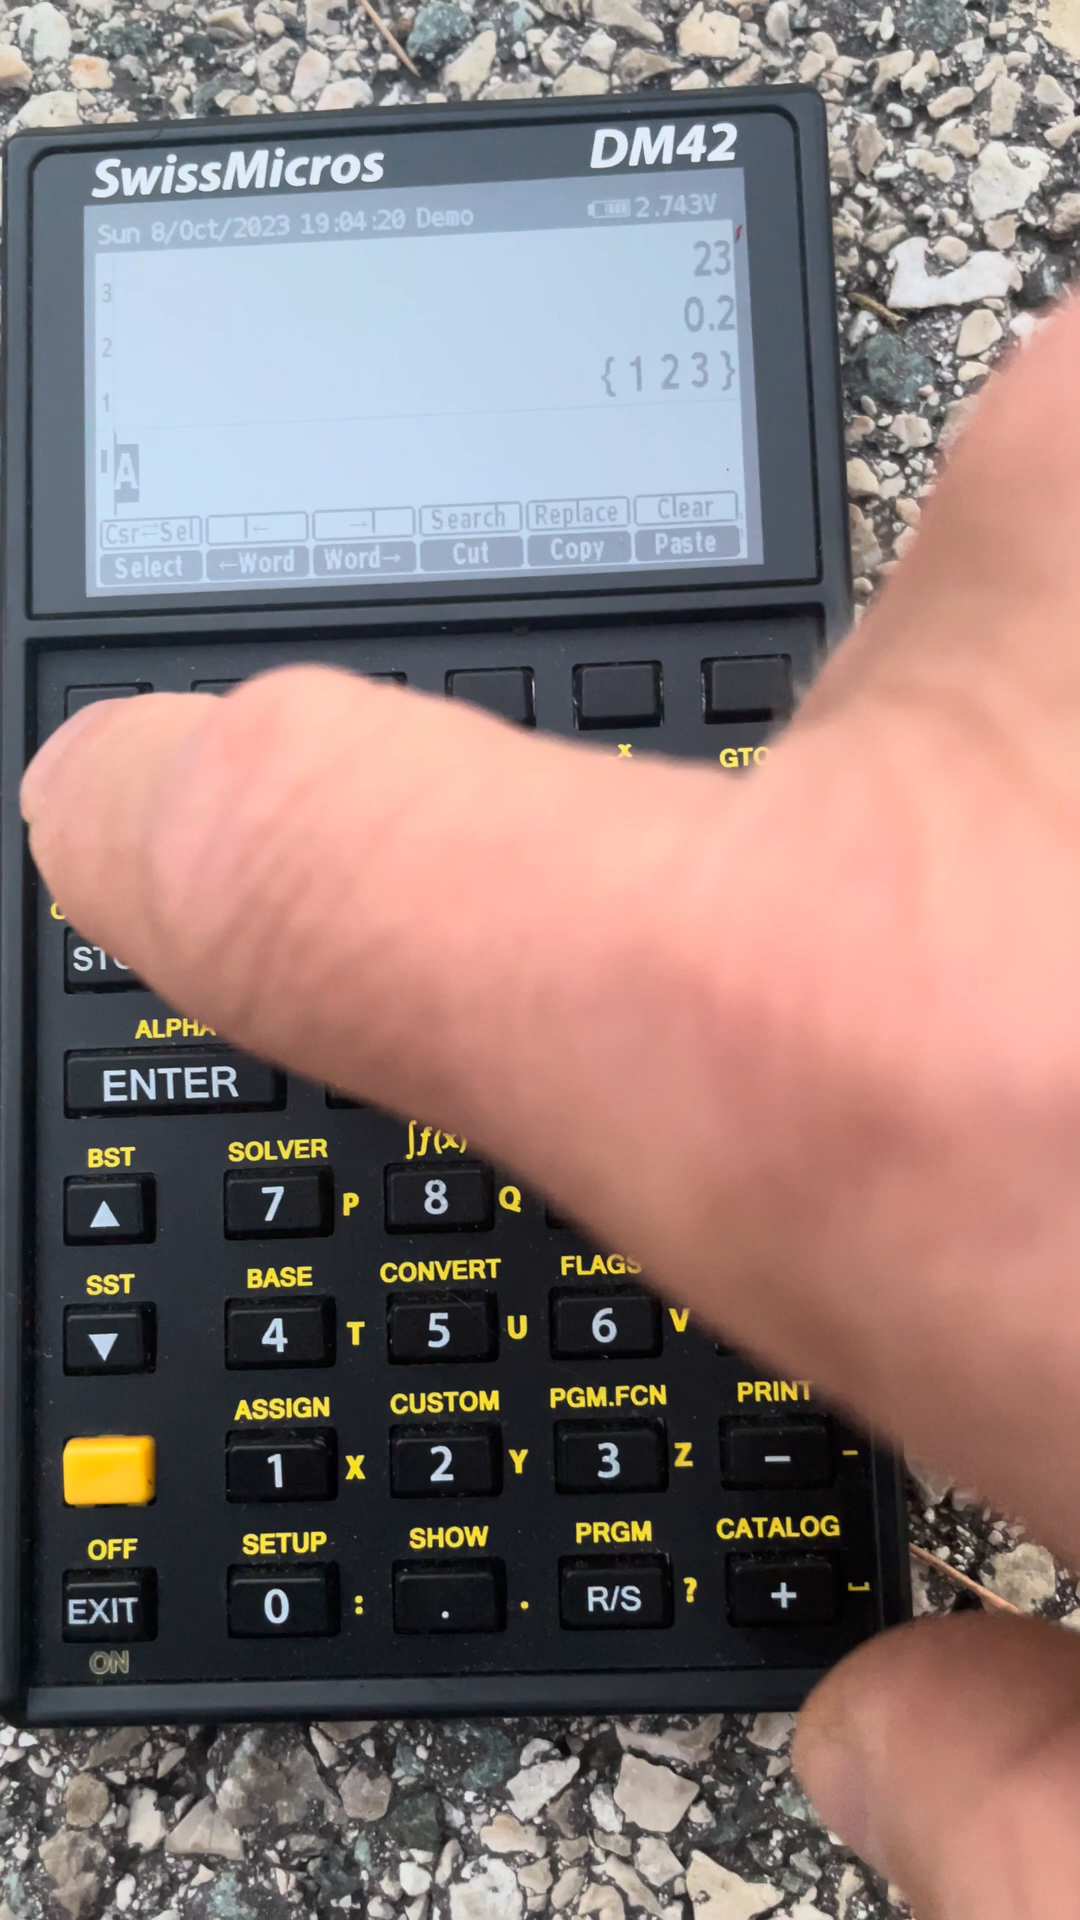 SwissMicros DM42
Sun 8/Oct/2023 19:04:20 Demo 2.743V
3 23
2 0.2
1 { 1 2 3 }
A
Csr⇄Sel |← →| Search Replace Clear
Select ←Word Word→ Cut Copy Paste
x
ALPHA
ENTER
BST SOLVER ∫f(x)
▲ 7 P 8 Q
SST BASE CONVERT FLAGS
▼ 4 T 5 U 6 V
ASSIGN CUSTOM PGM.FCN PRINT
1 X 2 Y 3 Z − -
OFF SETUP SHOW PRGM CATALOG
EXIT 0 : . . R/S ? + ⎵
ON